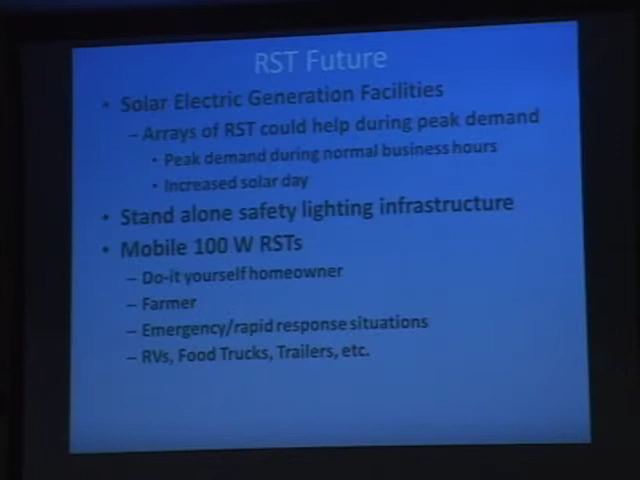 RST Future
• Solar Electric Generation Facilities
– Arrays of RST could help during peak demand
• Peak demand during normal business hours
• Increased solar day
• Stand alone safety lighting infrastructure
• Mobile 100 W RSTs
– Do-it yourself homeowner
– Farmer
– Emergency/rapid response situations
– RVs, Food Trucks, Trailers, etc.